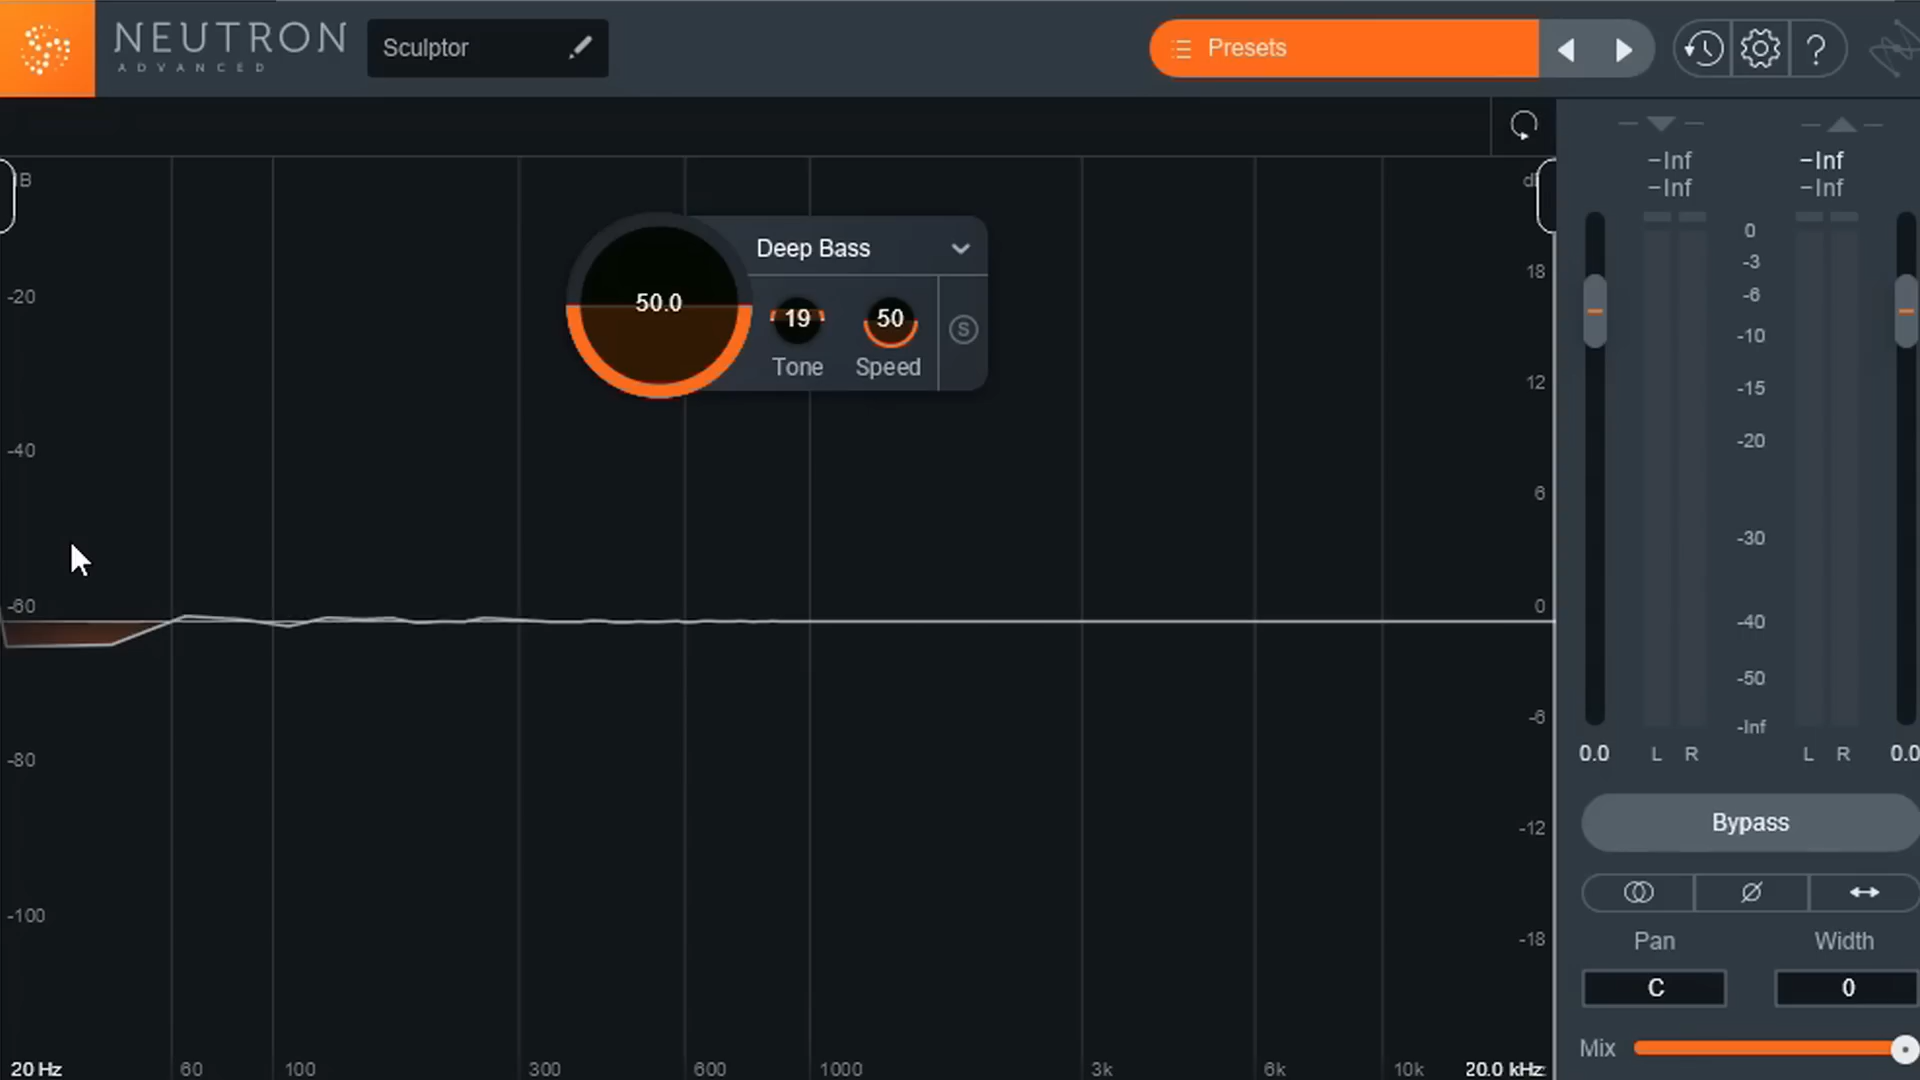 NEUTRON
ADVANCED
Sculptor
Presets
?
-Inf -Inf
-Inf -Inf
Deep Bass
50.0
19 50
Tone Speed
S
-20
-40
-60
-80
-100
18
12
6
0
-6
-12
-18
0
-3
-6
-10
-15
-20
-30
-40
-50
-Inf
0.0 L R L R 0.0
Bypass
Pan Width
C 0
Mix
20 Hz 60 100 300 600 1000 3k 6k 10k 20.0 kHz